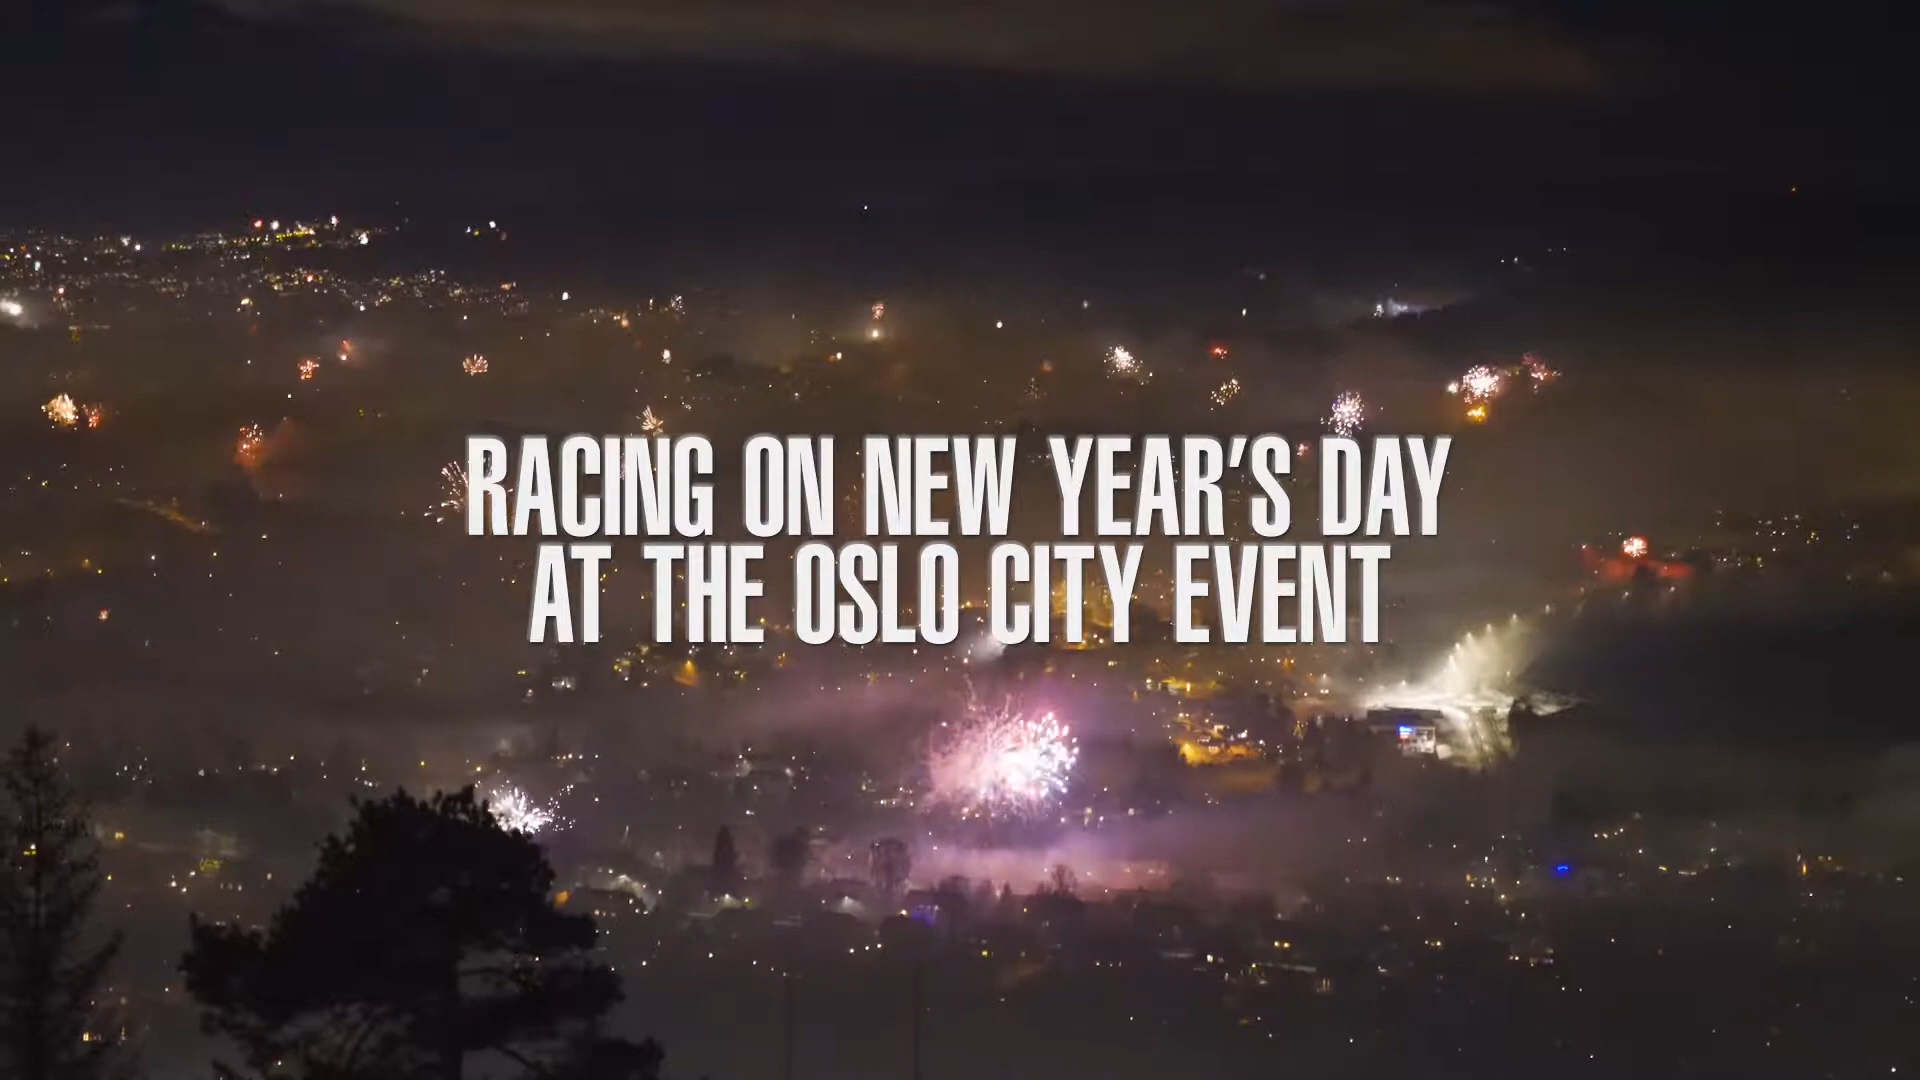 RACING ON NEW YEAR'S DAY
AT THE OSLO CITY EVENT